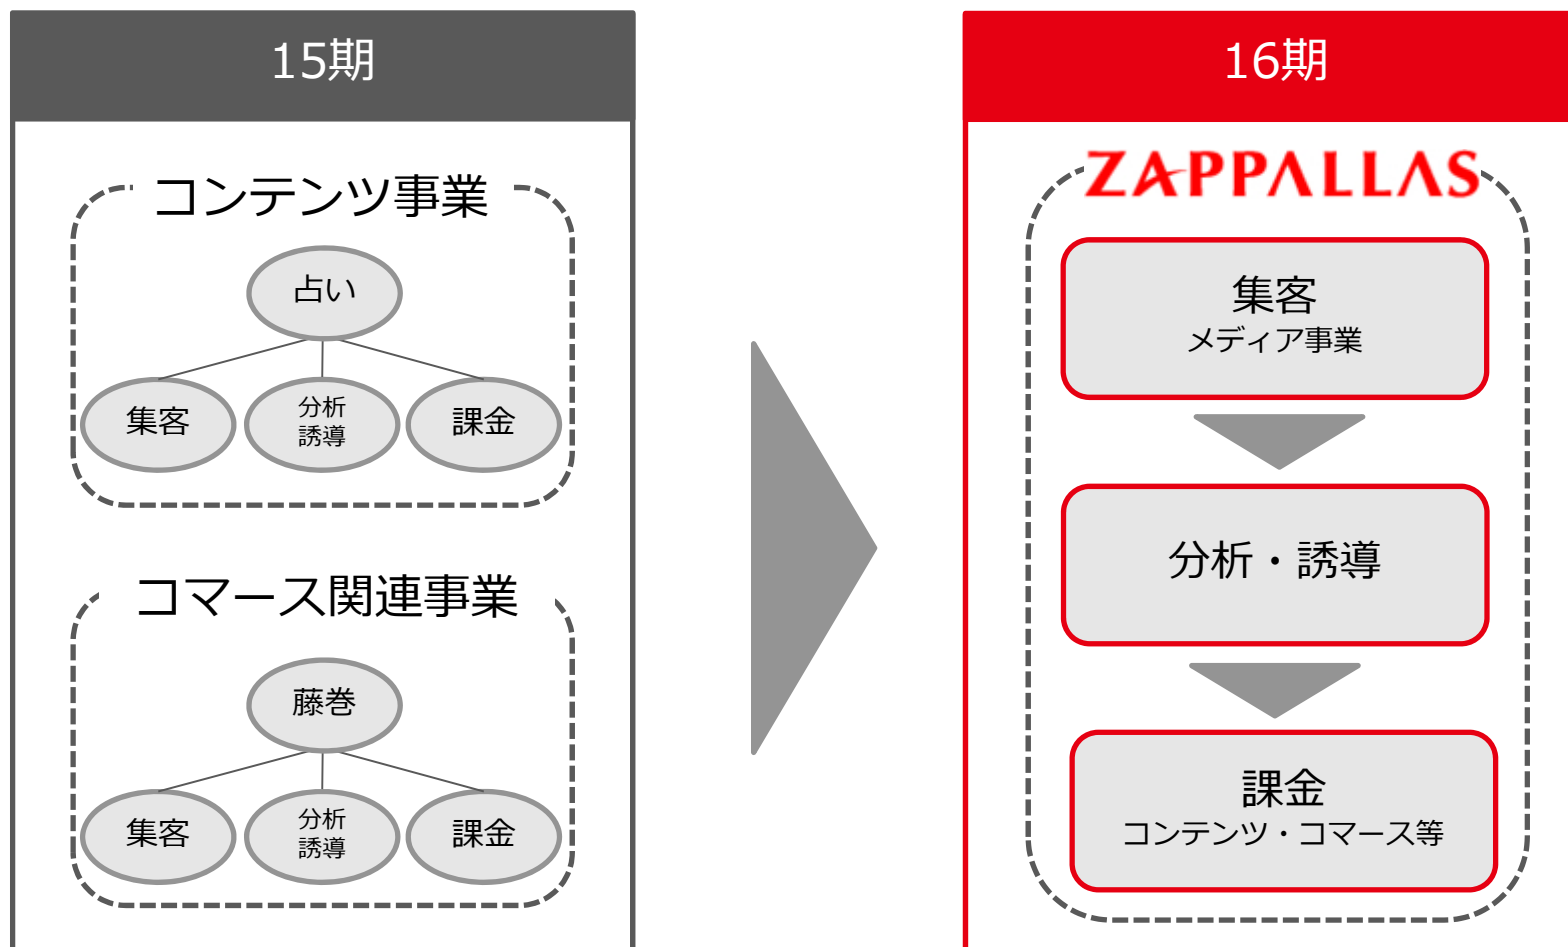 15期
コンテンツ事業
占い
集客
分析
誘導
課金
コマース関連事業
藤巻
集客
分析
誘導
課金
16期
ZAPPALLAS
集客
メディア事業
分析・誘導
課金
コンテンツ・コマース等